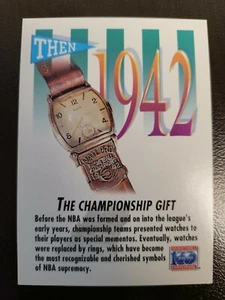 THEN
1942
THE CHAMPIONSHIP GIFT
Before the NBA was formed and on into the league's
early years, championship teams presented watches to
their players as special mementos. Eventually, watches
were replaced by rings, which have become
the most recognizable and cherished symbols
of NBA supremacy.